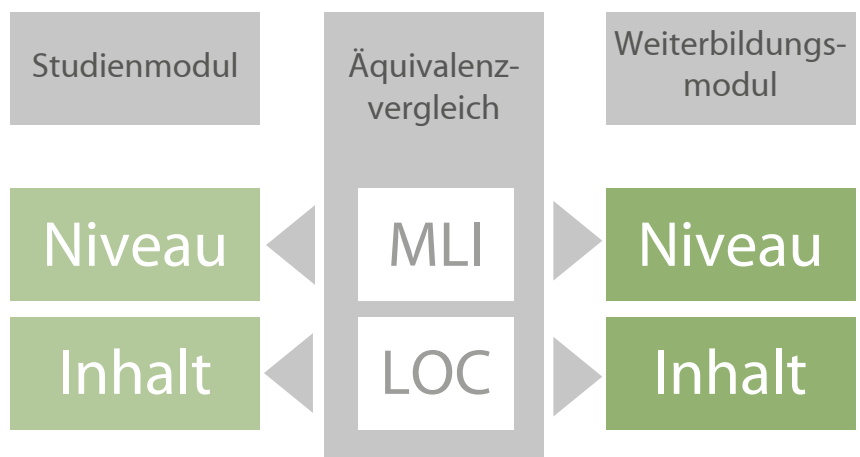 Studienmodul
Äquivalenz-
vergleich
Weiterbildungs-
modul
Niveau
MLI
Niveau
Inhalt
LOC
Inhalt